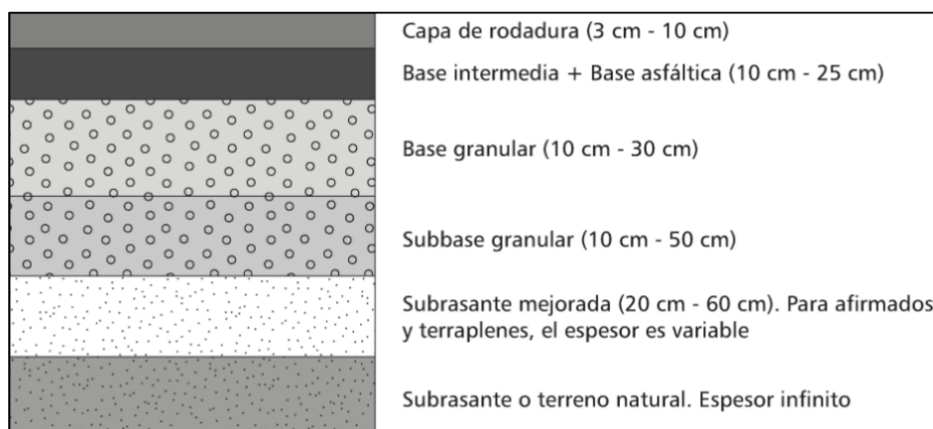 Capa de rodadura (3 cm - 10 cm)
Base intermedia + Base asfáltica (10 cm - 25 cm)
Base granular (10 cm - 30 cm)
Subbase granular (10 cm - 50 cm)
Subrasante mejorada (20 cm - 60 cm). Para afirmados
y terraplenes, el espesor es variable
Subrasante o terreno natural. Espesor infinito